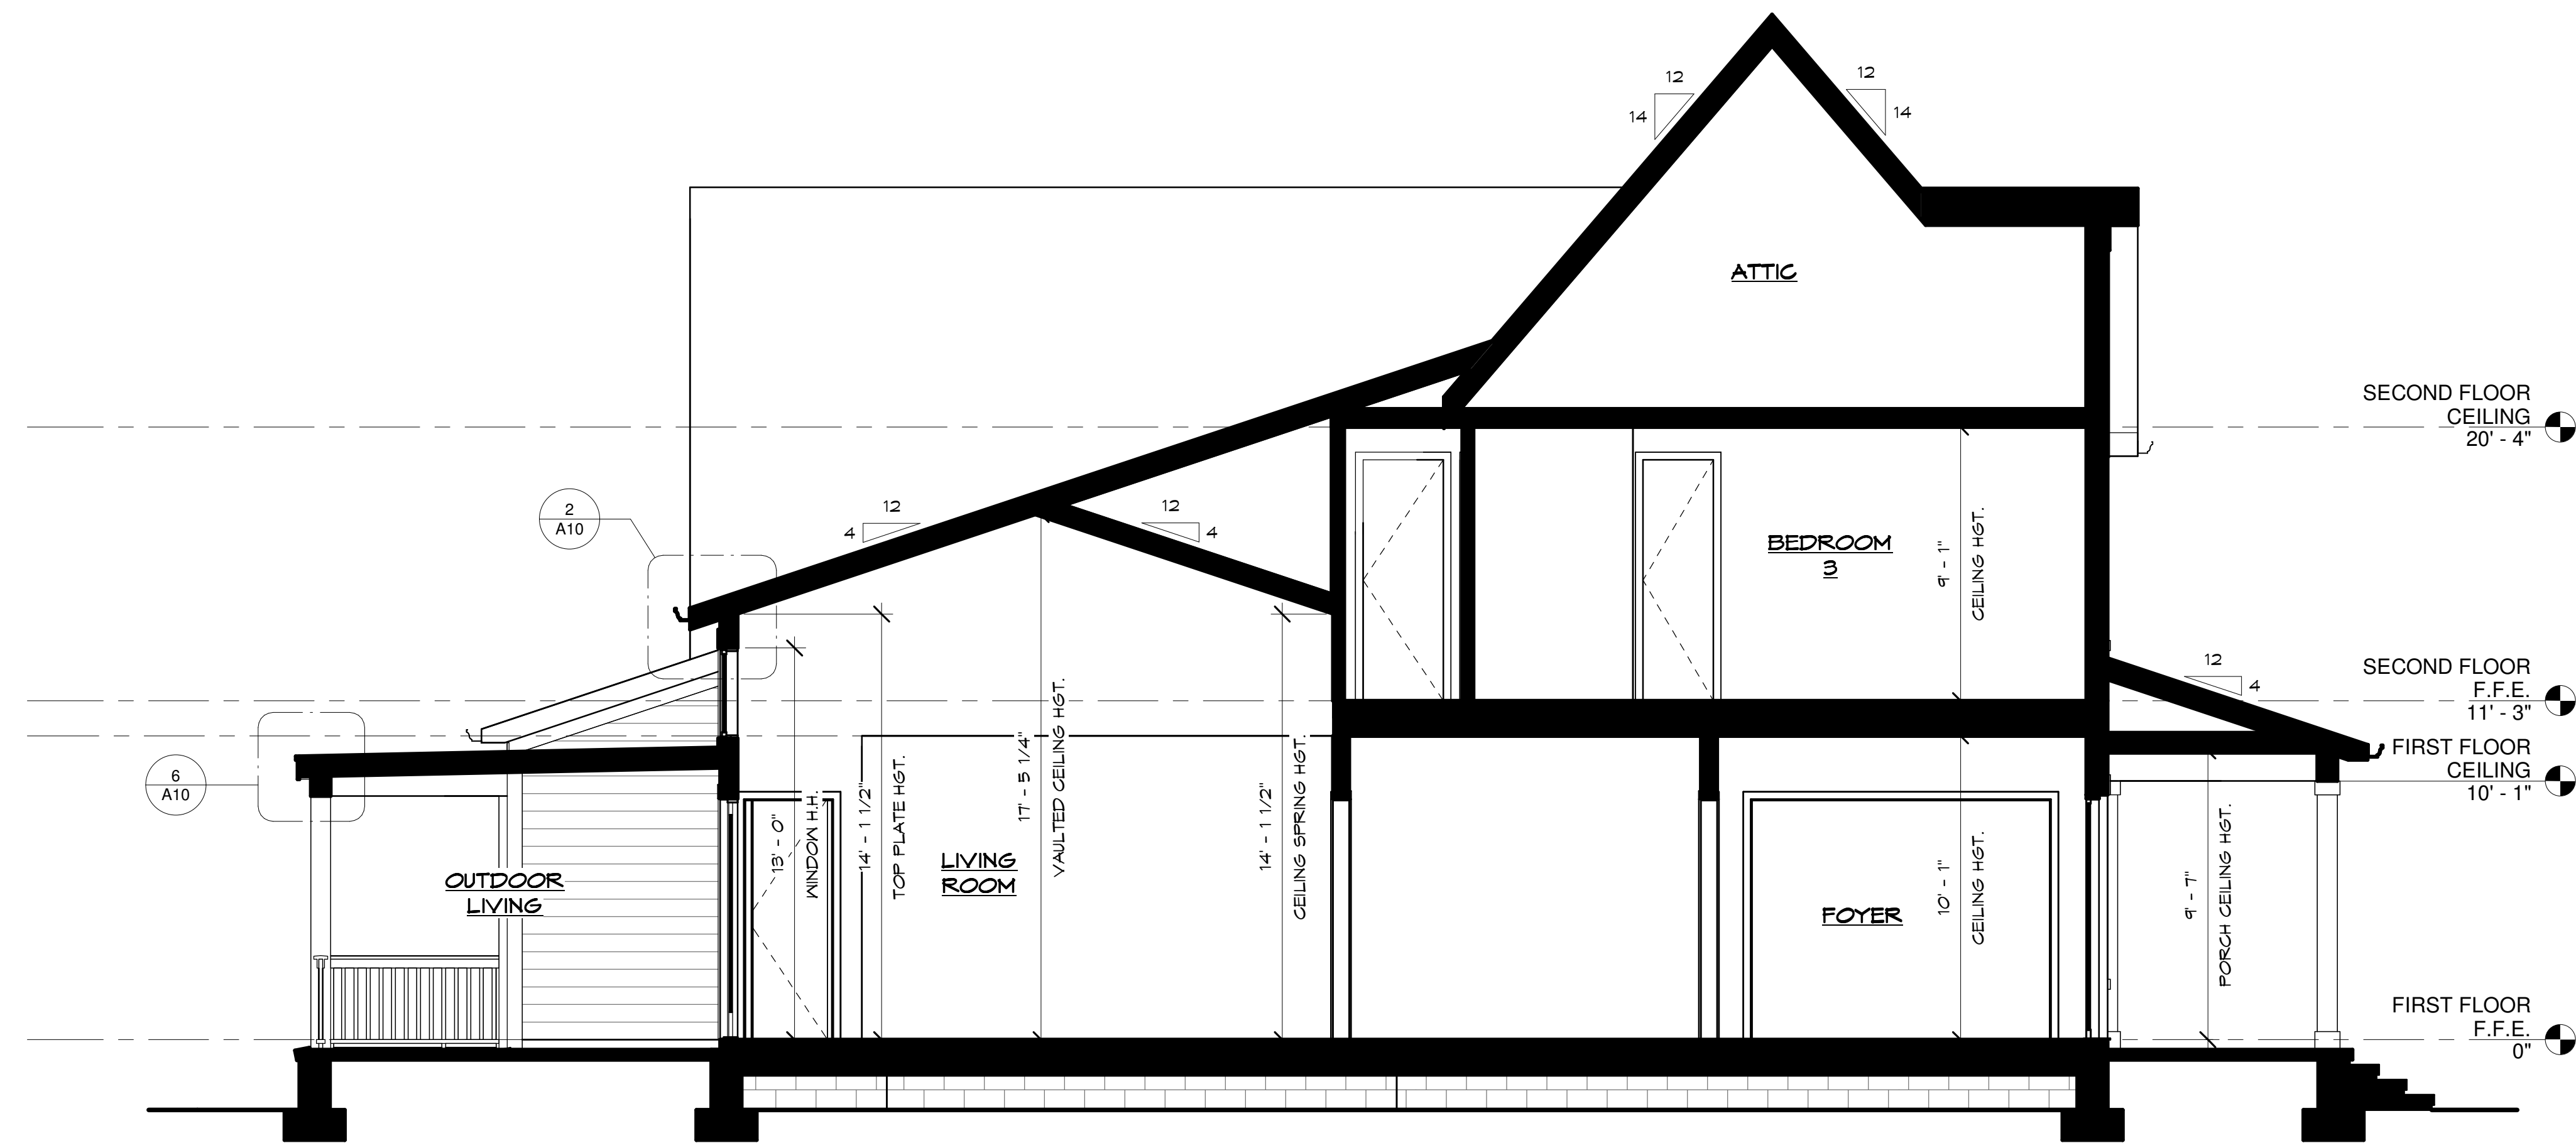 12
14
12
14
ATTIC
SECOND FLOOR
CEILING
20' - 4"
2
A10
12
4
12
4
BEDROOM
3
9' - 1"
CEILING HGT.
12
4
SECOND FLOOR
F.F.E.
11' - 3"
FIRST FLOOR
CEILING
10' - 1"
6
A10
13' - 0"
WINDOW H.H.
14' - 1 1/2"
TOP PLATE HGT.
17' - 5 1/4"
VAULTED CEILING HGT.
14' - 1 1/2"
CEILING SPRING HGT.
LIVING
ROOM
OUTDOOR
LIVING
FOYER
10' - 1"
CEILING HGT.
9' - 7"
PORCH CEILING HGT.
FIRST FLOOR
F.F.E.
0"